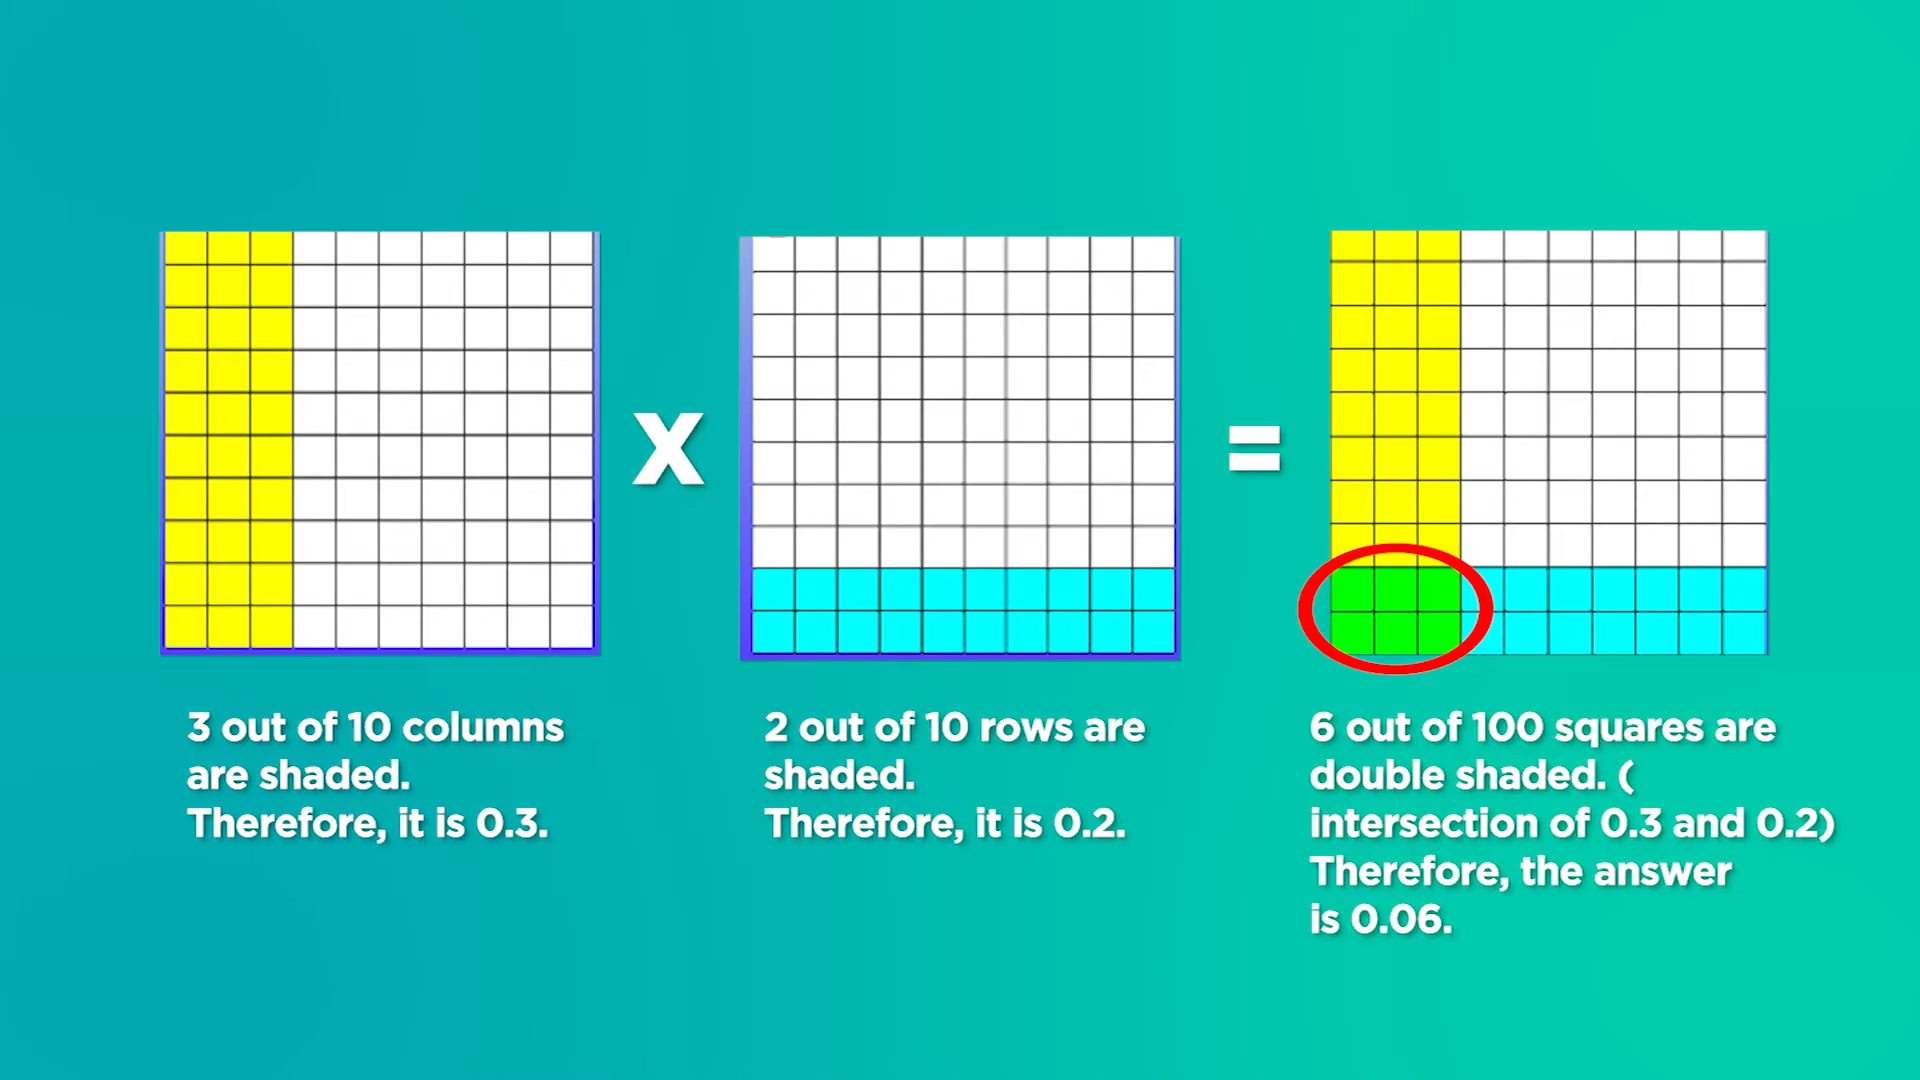 X
=
3 out of 10 columns
are shaded.
Therefore, it is 0.3.
2 out of 10 rows are
shaded.
Therefore, it is 0.2.
6 out of 100 squares are
double shaded. (
intersection of 0.3 and 0.2)
Therefore, the answer
is 0.06.